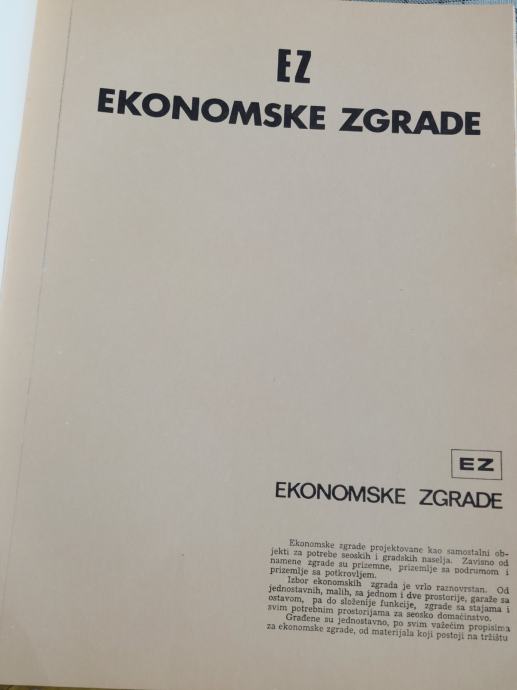 EZ
EKONOMSKE ZGRADE
EZ
EKONOMSKE ZGRADE
Ekonomske zgrade projektovane kao samostalni ob-
jekti za potrebe seoskih i gradskih naselja. Zavisno od
namene zgrade su prizemne, prizemlje sa podrumom i
prizemlje sa potkrovljem.
Izbor ekonomskih zgrada je vrlo raznovrstan. Od
jednostavnih, malih, sa jednom i dve prostorije, garaže sa
ostavom, pa do složenije funkcije, zgrade sa stajama i
svim potrebnim prostorijama za seosko domaćinstvo.
Građene su jednostavno, po svim važećim propisima
za ekonomske zgrade, od materijala koji postoji na tržištu